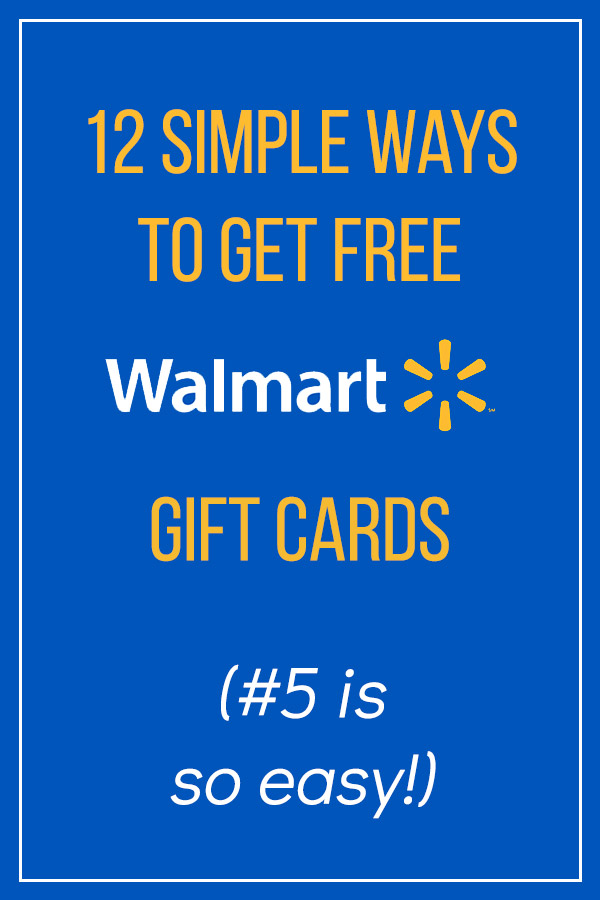 12 SIMPLE WAYS
TO GET FREE
Walmart
GIFT CARDS
(#5 is
so easy!)